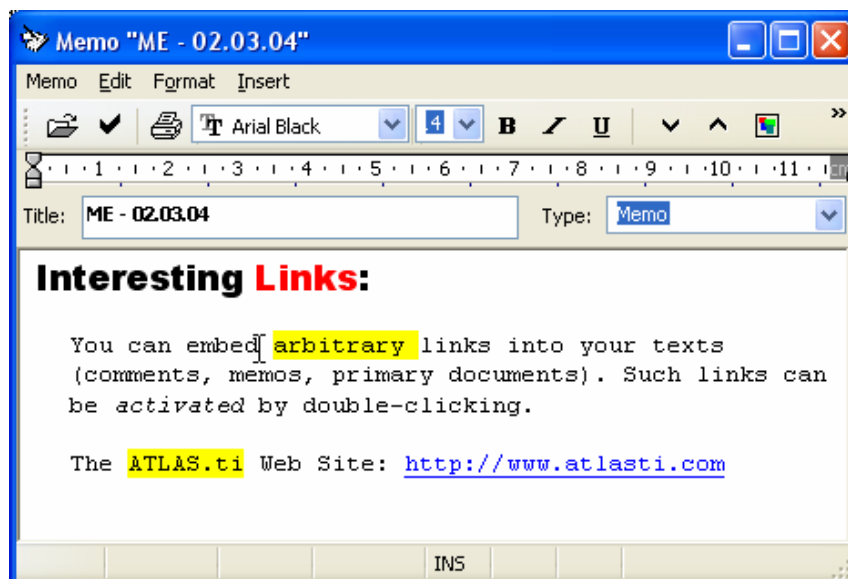 Memo "ME - 02.03.04"
Memo Edit Format Insert
Arial Black 4 B I U »
1 2 3 4 5 6 7 8 9 10 11 cm
Title: ME - 02.03.04 Type: Memo
Interesting Links:
You can embed arbitrary links into your texts
(comments, memos, primary documents). Such links can
be activated by double-clicking.
The ATLAS.ti Web Site: http://www.atlasti.com
INS